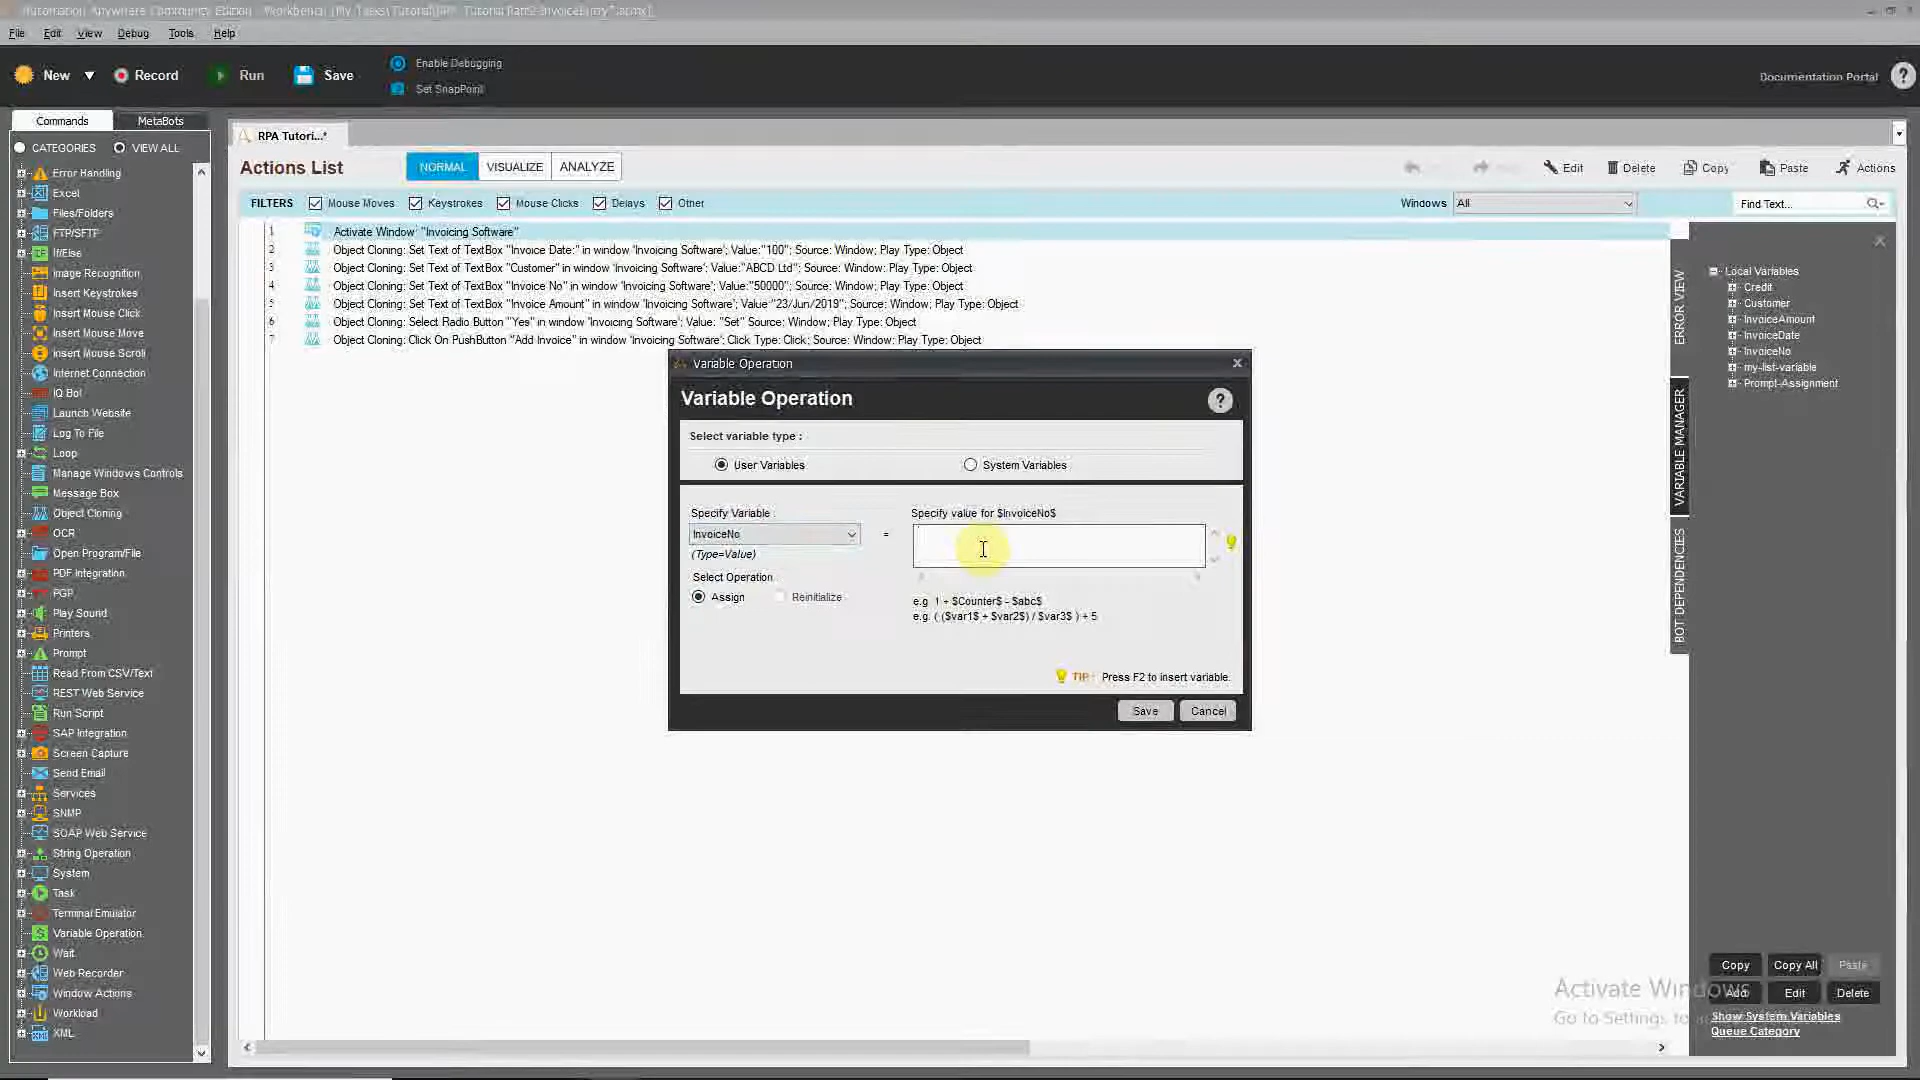 Automation Anywhere Community Edition - Workbench
File Edit View Debug Tools Help
New Record Run Save
Enable Debugging
Set SnapPoint
Documentation Portal
Commands MetaBots
CATEGORIES VIEW ALL
Error Handling
Excel
Files/Folders
FTP/SFTP
If/Else
Image Recognition
Insert Keystrokes
Insert Mouse Click
Insert Mouse Move
Insert Mouse Scroll
Internet Connection
IQ Bot
Launch Website
Log To File
Loop
Manage Windows Controls
Message Box
Object Cloning
OCR
Open Program/File
PDF Integration
PGP
Play Sound
Printers
Prompt
Read From CSV/Text
REST Web Service
Run Script
SAP Integration
Screen Capture
Send Email
Services
SNMP
SOAP Web Service
String Operation
System
Task
Terminal Emulator
Variable Operation
Wait
Web Recorder
Window Actions
Workload
XML
RPA Tutori...*
Actions List NORMAL VISUALIZE ANALYZE
Edit Delete Copy Paste Actions
FILTERS Mouse Moves Keystrokes Mouse Clicks Delays Other Windows All Find Text...
1 Activate Window: "Invoicing Software"
2 Object Cloning: Set Text of TextBox "Invoice Date:" in window 'Invoicing Software'; Value:"100"; Source: Window; Play Type: Object
3 Object Cloning: Set Text of TextBox "Customer" in window 'Invoicing Software'; Value:"ABCD Ltd"; Source: Window; Play Type: Object
4 Object Cloning: Set Text of TextBox "Invoice No" in window 'Invoicing Software'; Value:"50000"; Source: Window; Play Type: Object
5 Object Cloning: Set Text of TextBox "Invoice Amount" in window 'Invoicing Software'; Value:"23/Jun/2019"; Source: Window; Play Type: Object
6 Object Cloning: Select Radio Button "Yes" in window 'Invoicing Software'; Value: "Set" Source: Window; Play Type: Object
7 Object Cloning: Click On PushButton "Add Invoice" in window 'Invoicing Software'; Click Type: Click; Source: Window; Play Type: Object
Variable Operation
Variable Operation
?
Select variable type :
User Variables System Variables
Specify Variable : Specify value for $InvoiceNo$
InvoiceNo =
(Type=Value)
Select Operation
Assign Reinitialize
e.g. 1 + $Counter$ - $abc$
e.g. ( ($var1$ + $var2$) / $var3$ ) + 5
TIP : Press F2 to insert variable.
Save Cancel
ERROR VIEW
VARIABLE MANAGER
BOT DEPENDENCIES
Local Variables
Credit
Customer
InvoiceAmount
InvoiceDate
InvoiceNo
my-list-variable
Prompt-Assignment
Copy Copy All Paste
Add Edit Delete
Show System Variables
Queue Category
Activate Windows
Go to Settings to